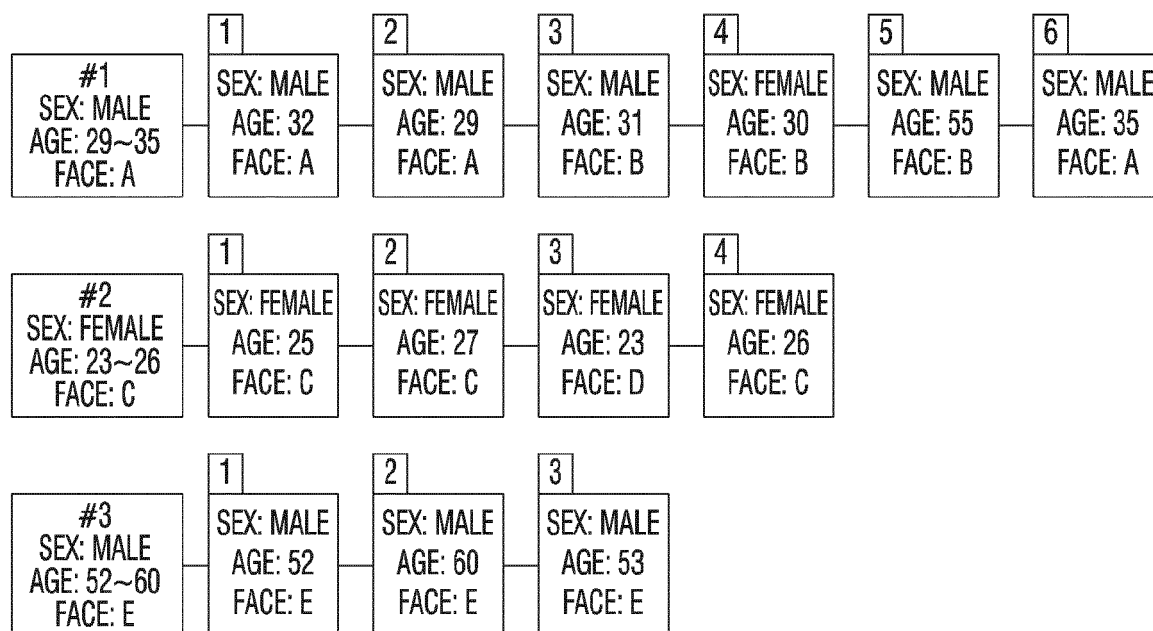 1
2
3
4
5
6
#1
SEX: MALE
AGE: 29~35
FACE: A
SEX: MALE
AGE: 32
FACE: A
SEX: MALE
AGE: 29
FACE: A
SEX: MALE
AGE: 31
FACE: B
SEX: FEMALE
AGE: 30
FACE: B
SEX: MALE
AGE: 55
FACE: B
SEX: MALE
AGE: 35
FACE: A
1
2
3
4
#2
SEX: FEMALE
AGE: 23~26
FACE: C
SEX: FEMALE
AGE: 25
FACE: C
SEX: FEMALE
AGE: 27
FACE: C
SEX: FEMALE
AGE: 23
FACE: D
SEX: FEMALE
AGE: 26
FACE: C
1
2
3
#3
SEX: MALE
AGE: 52~60
FACE: E
SEX: MALE
AGE: 52
FACE: E
SEX: MALE
AGE: 60
FACE: E
SEX: MALE
AGE: 53
FACE: E